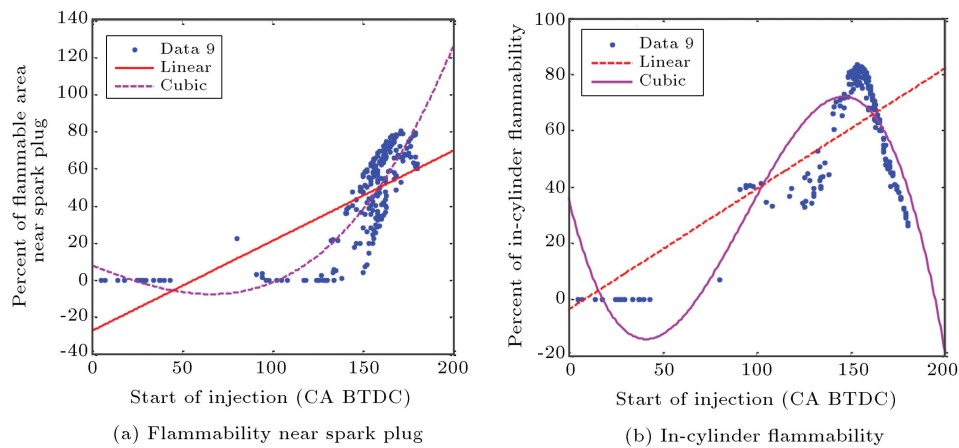 140
120
100
80
60
40
20
0
-20
-40
Percent of flammable area
near spark plug
Data 9
Linear
Cubic
0 50 100 150 200
Start of injection (CA BTDC)
(a) Flammability near spark plug
100
80
60
40
20
0
-20
Percent of in-cylinder flammability
Data 9
Linear
Cubic
0 50 100 150 200
Start of injection (CA BTDC)
(b) In-cylinder flammability